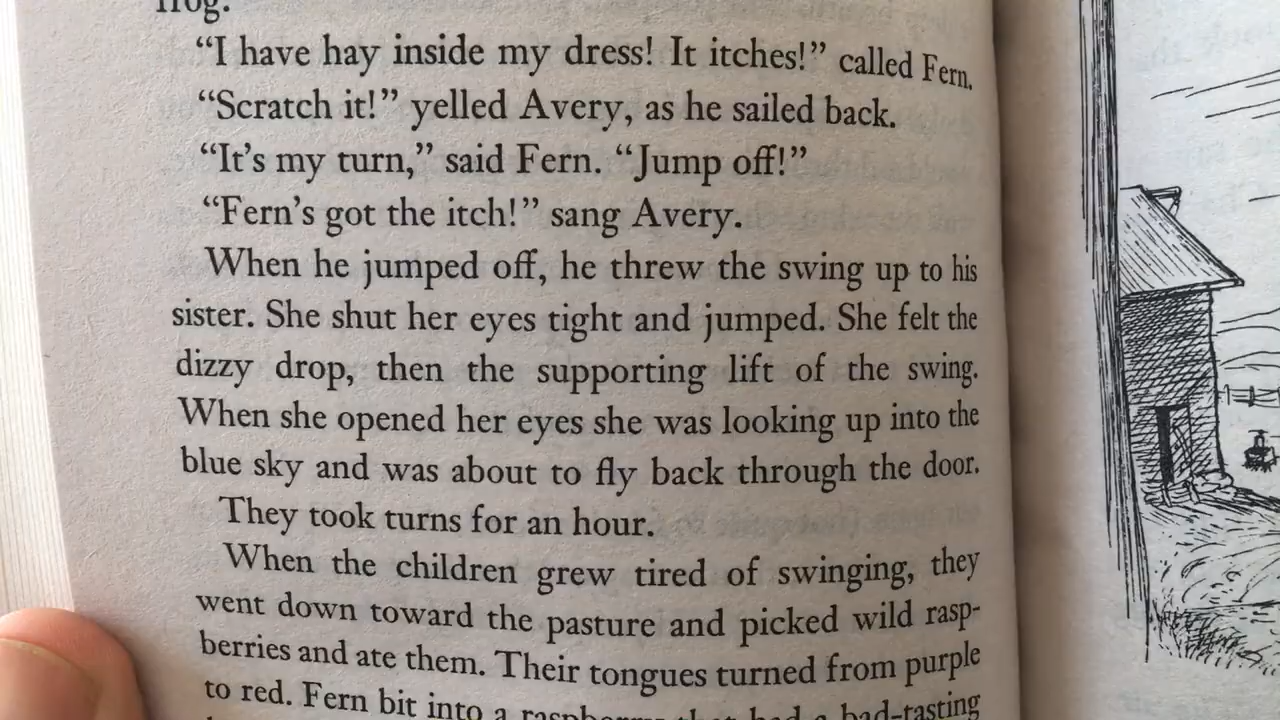 frog.
“I have hay inside my dress! It itches!” called Fern.
“Scratch it!” yelled Avery, as he sailed back.
“It’s my turn,” said Fern. “Jump off!”
“Fern’s got the itch!” sang Avery.
When he jumped off, he threw the swing up to his
sister. She shut her eyes tight and jumped. She felt the
dizzy drop, then the supporting lift of the swing.
When she opened her eyes she was looking up into the
blue sky and was about to fly back through the door.
They took turns for an hour.
When the children grew tired of swinging, they
went down toward the pasture and picked wild rasp-
berries and ate them. Their tongues turned from purple
to red. Fern bit into a raspberry that had a bad-tasting